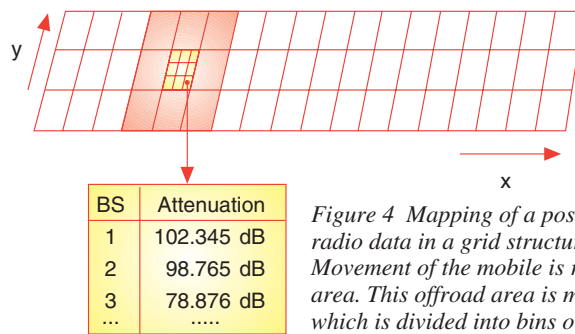 y
x
BS Attenuation
1 102.345 dB
2 98.765 dB
3 78.876 dB
... .....
Figure 4 Mapping of a pos
radio data in a grid structur
Movement of the mobile is
area. This offroad area is
which is divided into bins